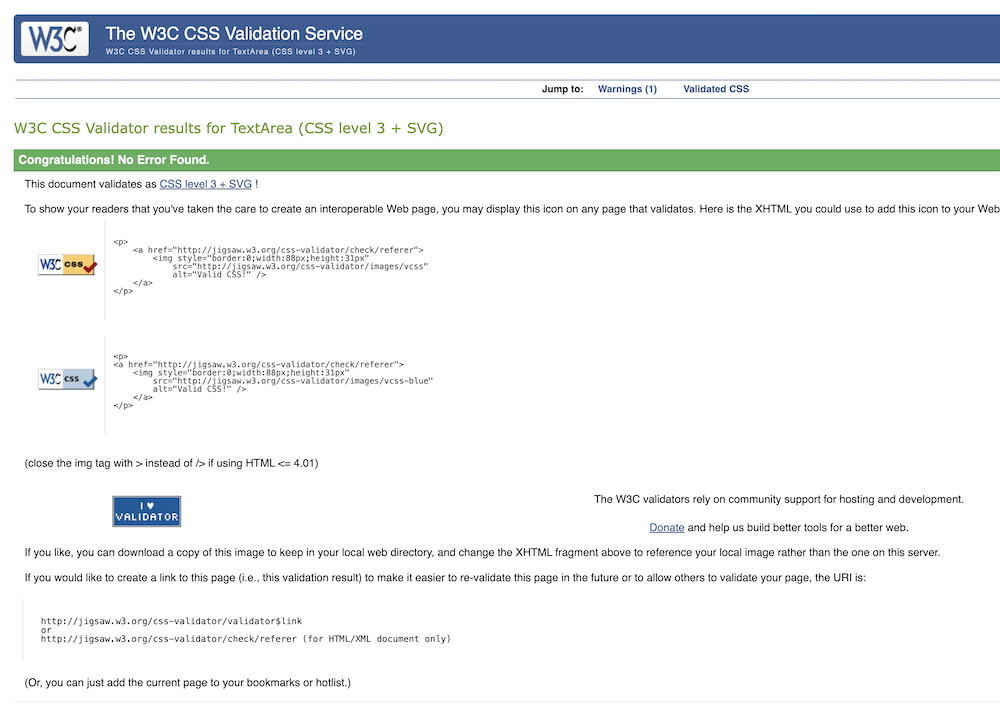 W3C®
The W3C CSS Validation Service
W3C CSS Validator results for TextArea (CSS level 3 + SVG)
Jump to: Warnings (1) Validated CSS
W3C CSS Validator results for TextArea (CSS level 3 + SVG)
Congratulations! No Error Found.
This document validates as CSS level 3 + SVG !
To show your readers that you've taken the care to create an interoperable Web page, you may display this icon on any page that validates. Here is the XHTML you could use to add this icon to your Web
W3C css
<p>
<a href="http://jigsaw.w3.org/css-validator/check/referer">
<img style="border:0;width:88px;height:31px"
src="http://jigsaw.w3.org/css-validator/images/vcss"
alt="Valid CSS!" />
</a>
</p>
W3C css
<p>
<a href="http://jigsaw.w3.org/css-validator/check/referer">
<img style="border:0;width:88px;height:31px"
src="http://jigsaw.w3.org/css-validator/images/vcss-blue"
alt="Valid CSS!" />
</a>
</p>
(close the img tag with > instead of /> if using HTML <= 4.01)
I ♥
VALIDATOR
The W3C validators rely on community support for hosting and development.
Donate and help us build better tools for a better web.
If you like, you can download a copy of this image to keep in your local web directory, and change the XHTML fragment above to reference your local image rather than the one on this server.
If you would like to create a link to this page (i.e., this validation result) to make it easier to re-validate this page in the future or to allow others to validate your page, the URI is:
http://jigsaw.w3.org/css-validator/validator$link
or
http://jigsaw.w3.org/css-validator/check/referer (for HTML/XML document only)
(Or, you can just add the current page to your bookmarks or hotlist.)